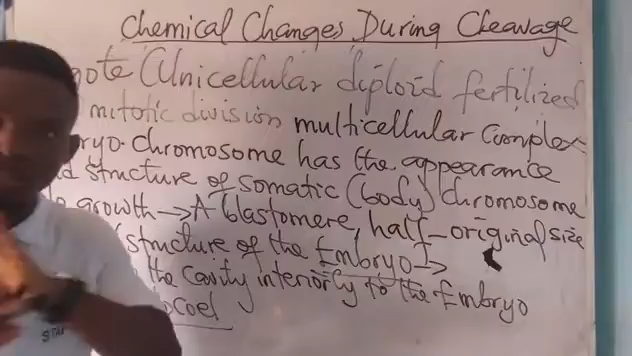 Chemical Changes During Cleavage
ote (Unicellular diploid fertilized
mitotic division multicellular Complex
ryo. chromosome has the appearance
d structure of somatic (body) chromosome
growth → A blastomere, half-original size
structure of the Embryo →
the cavity interiorly to the Embryo
ocoel